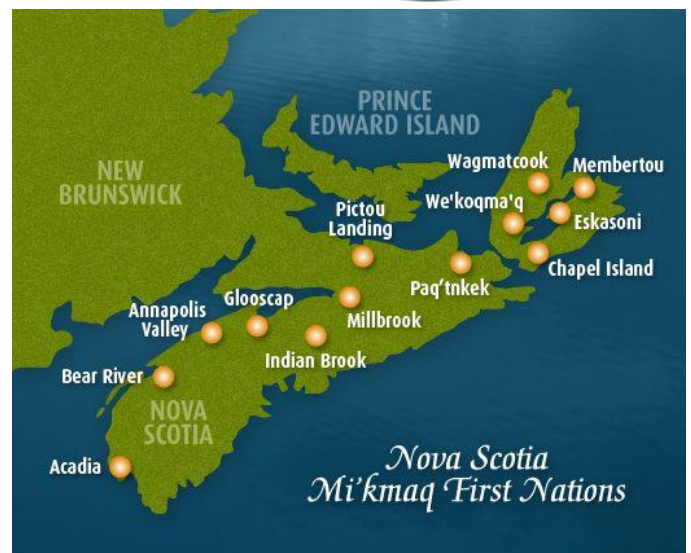 PRINCE
EDWARD ISLAND
NEW
BRUNSWICK
Wagmatcook
Membertou
We'koqma'q
Eskasoni
Pictou
Landing
Chapel Island
Paq'tnkek
Glooscap
Annapolis
Valley
Millbrook
Indian Brook
Bear River
NOVA
SCOTIA
Acadia
Nova Scotia
Mi'kmaq First Nations